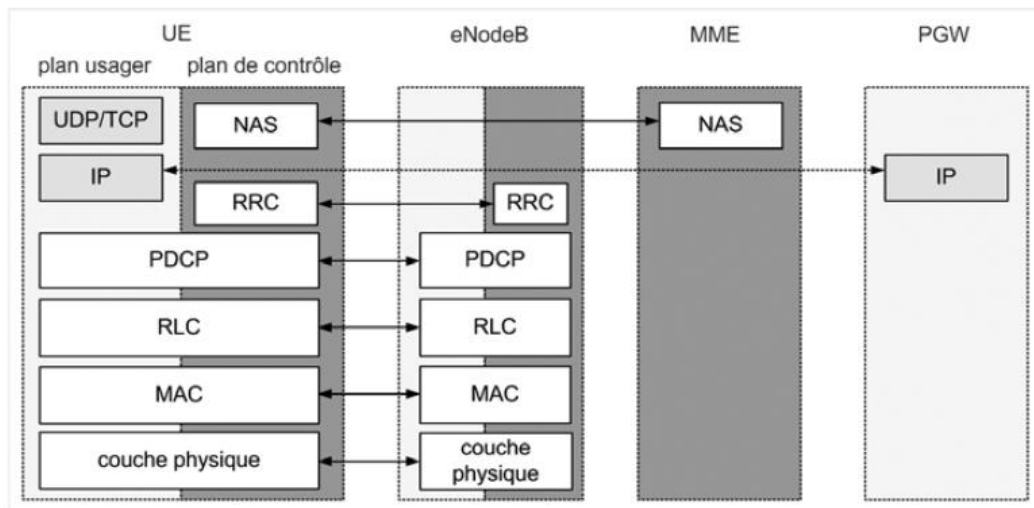 UE
eNodeB
MME
PGW
plan usager
plan de contrôle
UDP/TCP
NAS
NAS
IP
IP
RRC
RRC
PDCP
PDCP
RLC
RLC
MAC
MAC
couche physique
couche
physique